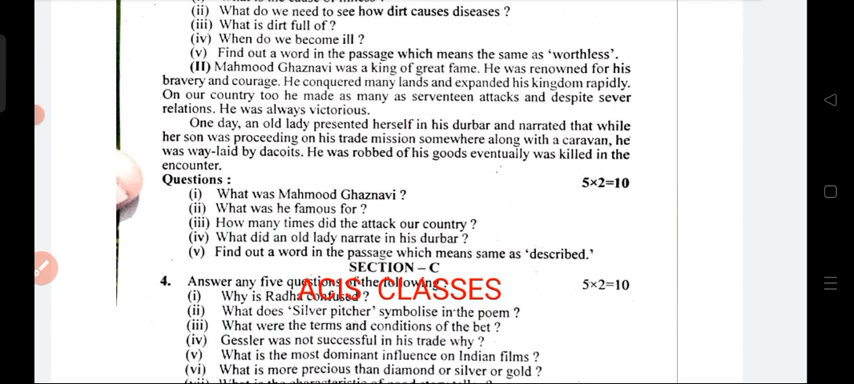 (ii) What do we need to see how dirt causes diseases ?
(iii) What is dirt full of ?
(iv) When do we become ill ?
(v) Find out a word in the passage which means the same as ‘worthless’.
(II) Mahmood Ghaznavi was a king of great fame. He was renowned for his
bravery and courage. He conquered many lands and expanded his kingdom rapidly.
On our country too he made as many as serventeen attacks and despite sever
relations. He was always victorious.
One day, an old lady presented herself in his durbar and narrated that while
her son was proceeding on his trade mission somewhere along with a caravan, he
was way-laid by dacoits. He was robbed of his goods eventually was killed in the
encounter.
Questions : 5×2=10
(i) What was Mahmood Ghaznavi ?
(ii) What was he famous for ?
(iii) How many times did the attack our country ?
(iv) What did an old lady narrate in his durbar ?
(v) Find out a word in the passage which means same as ‘described.’
SECTION – C
4. Answer any five questions of the following : 5×2=10
ACIS CLASSES
(i) Why is Radha confused ?
(ii) What does ‘Silver pitcher’ symbolise in the poem ?
(iii) What were the terms and conditions of the bet ?
(iv) Gessler was not successful in his trade why ?
(v) What is the most dominant influence on Indian films ?
(vi) What is more precious than diamond or silver or gold ?